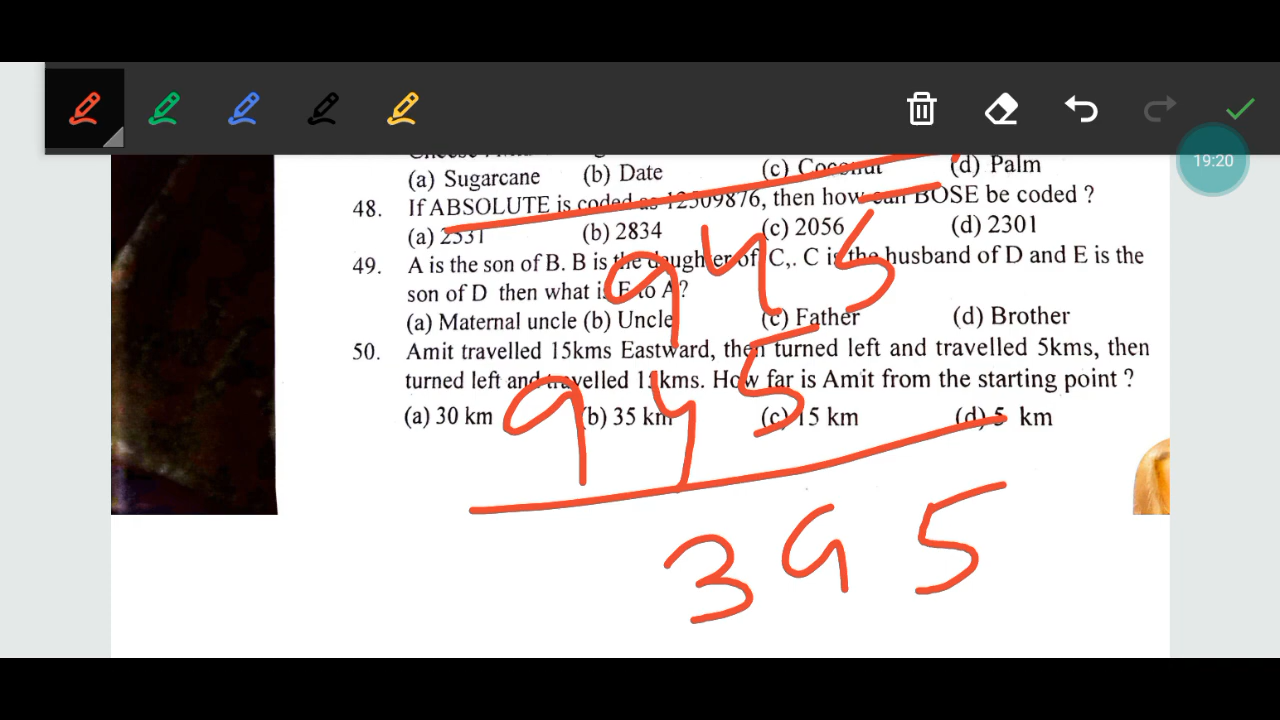 19:20
(a) Sugarcane (b) Date (c) Coconut (d) Palm
48. If ABSOLUTE is coded as 12509876, then how can BOSE be coded ?
(a) 2531 (b) 2834 (c) 2056 (d) 2301
49. A is the son of B. B is the daughter of C,. C is the husband of D and E is the
son of D then what is E to A?
(a) Maternal uncle (b) Uncle (c) Father (d) Brother
50. Amit travelled 15kms Eastward, then turned left and travelled 5kms, then
turned left and travelled 15kms. How far is Amit from the starting point ?
(a) 30 km (b) 35 km (c) 15 km (d) 5 km
945
945
395